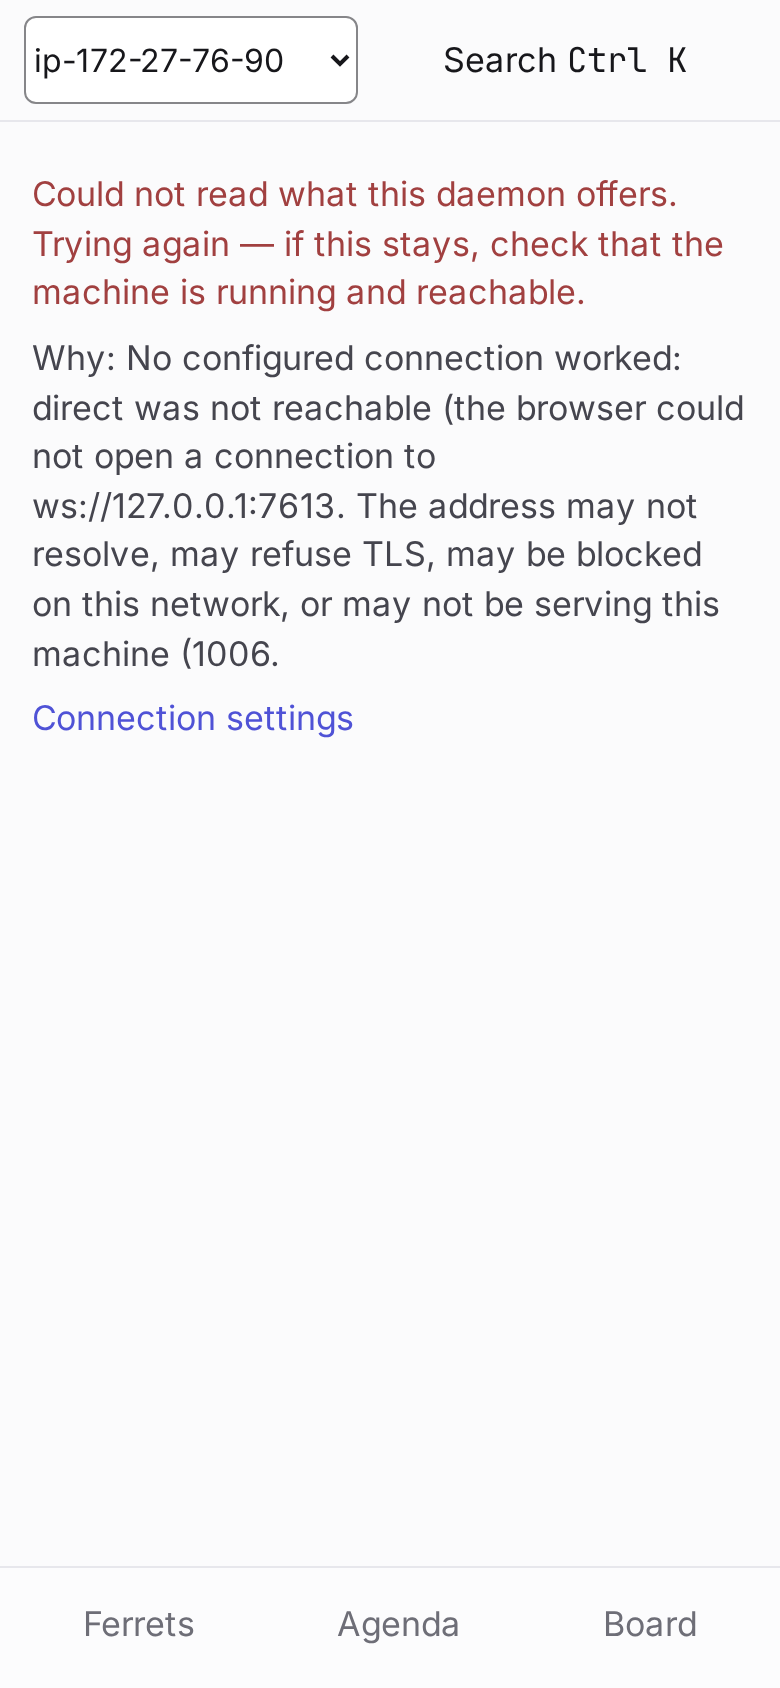 ip-172-27-76-90
Search Ctrl K
Could not read what this daemon offers.
Trying again — if this stays, check that the
machine is running and reachable.
Why: No configured connection worked:
direct was not reachable (the browser could
not open a connection to
ws://127.0.0.1:7613. The address may not
resolve, may refuse TLS, may be blocked
on this network, or may not be serving this
machine (1006.
Connection settings
Ferrets
Agenda
Board